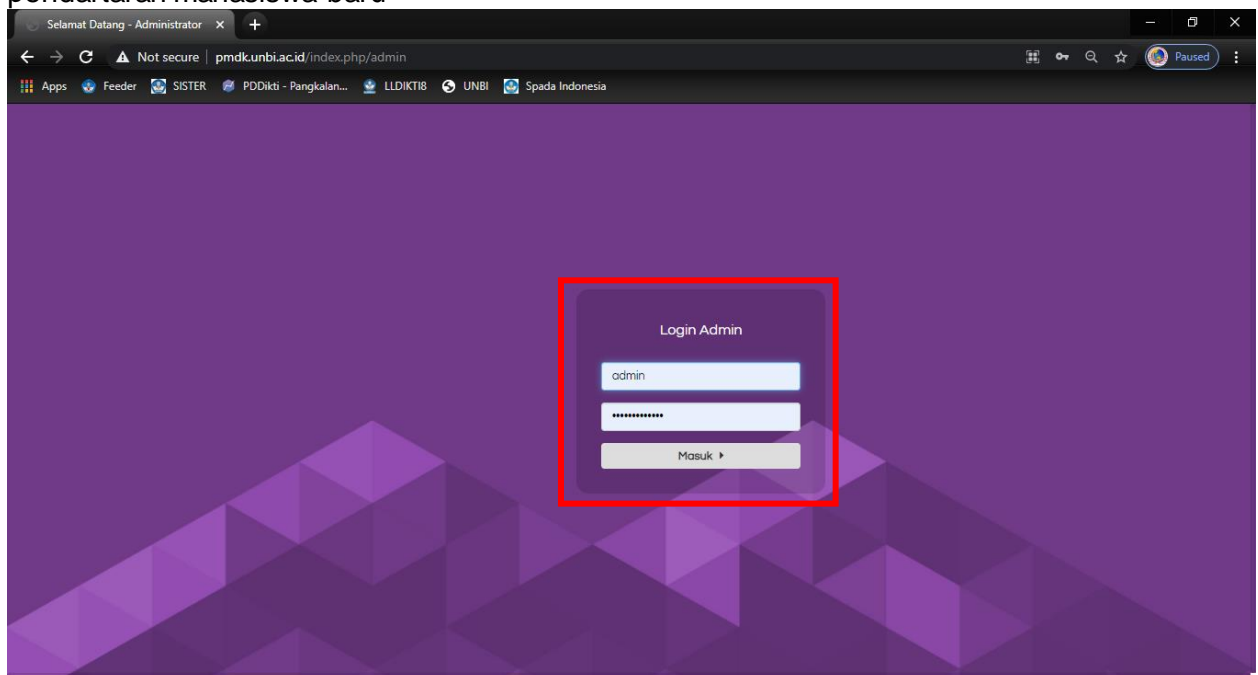 pendaftaran mahasiswa baru
Selamat Datang - Administrator
Not secure | pmdk.unbi.ac.id/index.php/admin
Paused
Apps Feeder SISTER PDDikti - Pangkalan... LLDIKTI8 UNBI Spada Indonesia
Login Admin
admin
•••••••••••••
Masuk